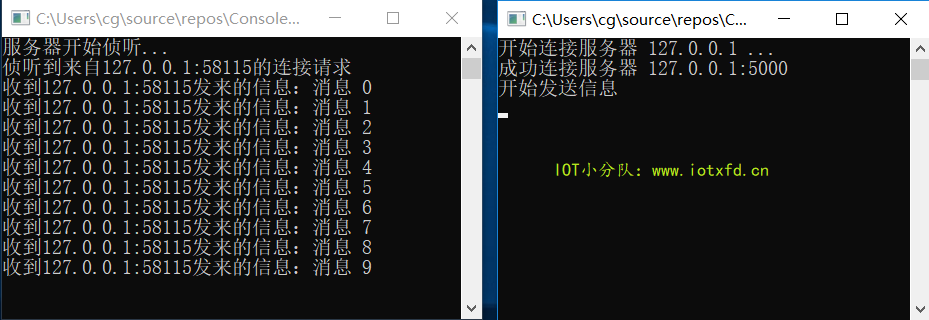 C:\Users\cg\source\repos\Console...
服务器开始侦听...
侦听到来自127.0.0.1:58115的连接请求
收到127.0.0.1:58115发来的信息：消息 0
收到127.0.0.1:58115发来的信息：消息 1
收到127.0.0.1:58115发来的信息：消息 2
收到127.0.0.1:58115发来的信息：消息 3
收到127.0.0.1:58115发来的信息：消息 4
收到127.0.0.1:58115发来的信息：消息 5
收到127.0.0.1:58115发来的信息：消息 6
收到127.0.0.1:58115发来的信息：消息 7
收到127.0.0.1:58115发来的信息：消息 8
收到127.0.0.1:58115发来的信息：消息 9
C:\Users\cg\source\repos\C...
开始连接服务器 127.0.0.1 ...
成功连接服务器 127.0.0.1:5000
开始发送信息
IOT小分队：www.iotxfd.cn